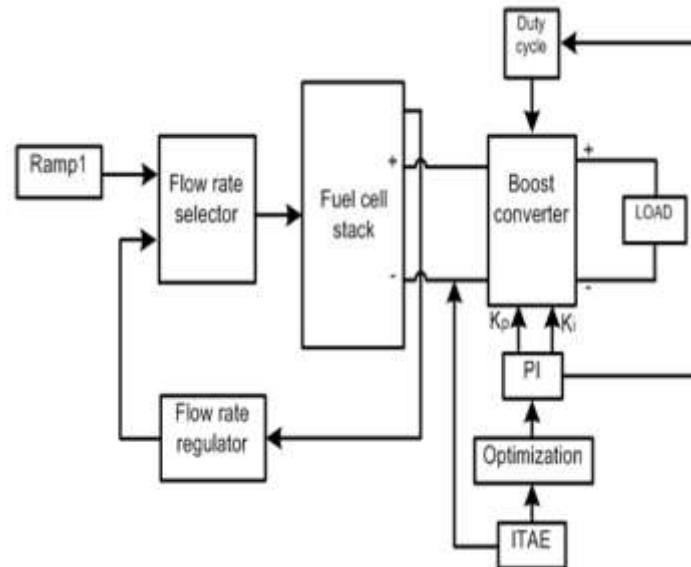 Duty
cycle
Ramp1
Flow rate
selector
Fuel cell
stack
+
-
Boost
converter
+
-
LOAD
Kp
Ki
PI
Flow rate
regulator
Optimization
ITAE